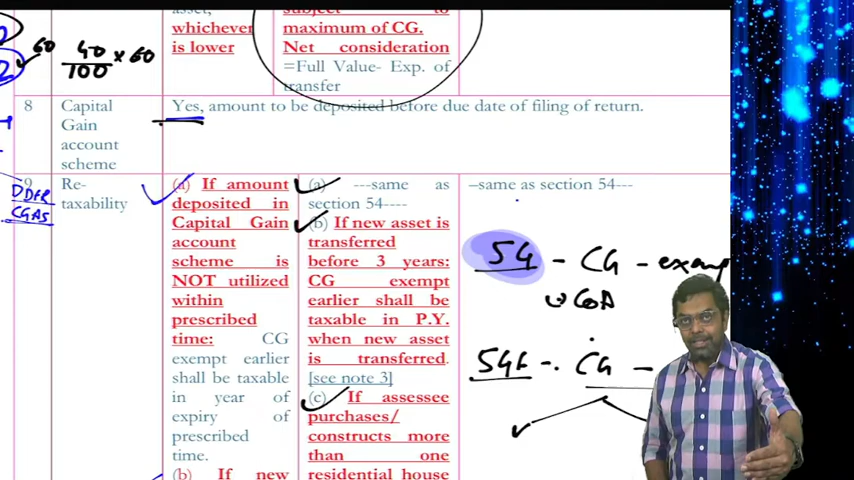 asset,
whichever
is lower
subject to
maximum of CG.
Net consideration
=Full Value- Exp. of
transfer
60
40/100 × 60
8
Capital
Gain
account
scheme
Yes, amount to be deposited before due date of filing of return.
9
Re-
taxability
DDFR
CGAS
(a) If amount
deposited in
Capital Gain
account
scheme is
NOT utilized
within
prescribed
time: CG
exempt earlier
shall be taxable
in year of
expiry of
prescribed
time.
(b) If new
(a) ---same as
section 54----
(b) If new asset is
transferred
before 3 years:
CG exempt
earlier shall be
taxable in P.Y.
when new asset
is transferred.
[see note 3]
(c) If assessee
purchases/
constructs more
than one
residential house
–same as section 54---
54 - CG - exemp
CoA
54F - CG -